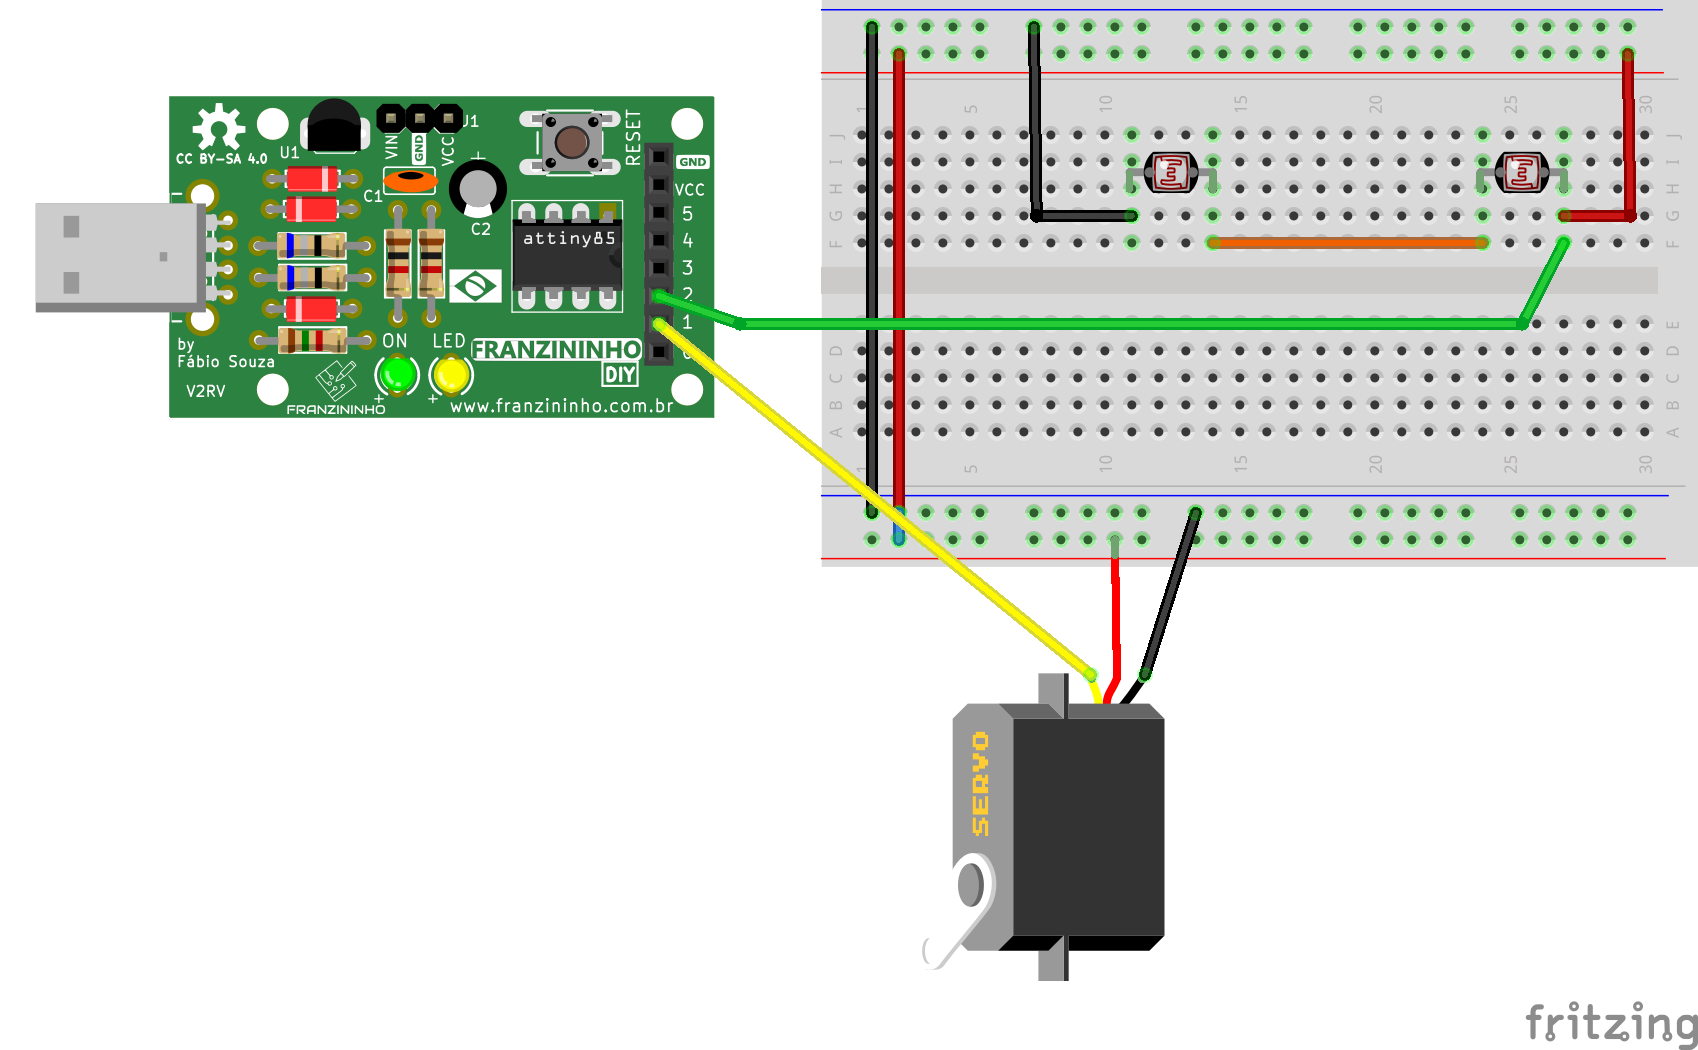 CC BY-SA 4.0
U1
VIN
GND
VCC
J1
RESET
GND
VCC
5
4
3
2
1
C1
C2
attiny85
by
Fábio Souza
V2RV
ON
LED
+
+
FRANZININHO
FRANZININHO
DIY
www.franzininho.com.br
1 5 10 15 20 25 30
J J
I I
H H
G G
F F
E E
D D
C C
B B
A A
1 5 10 15 20 25 30
SERVO
fritzing